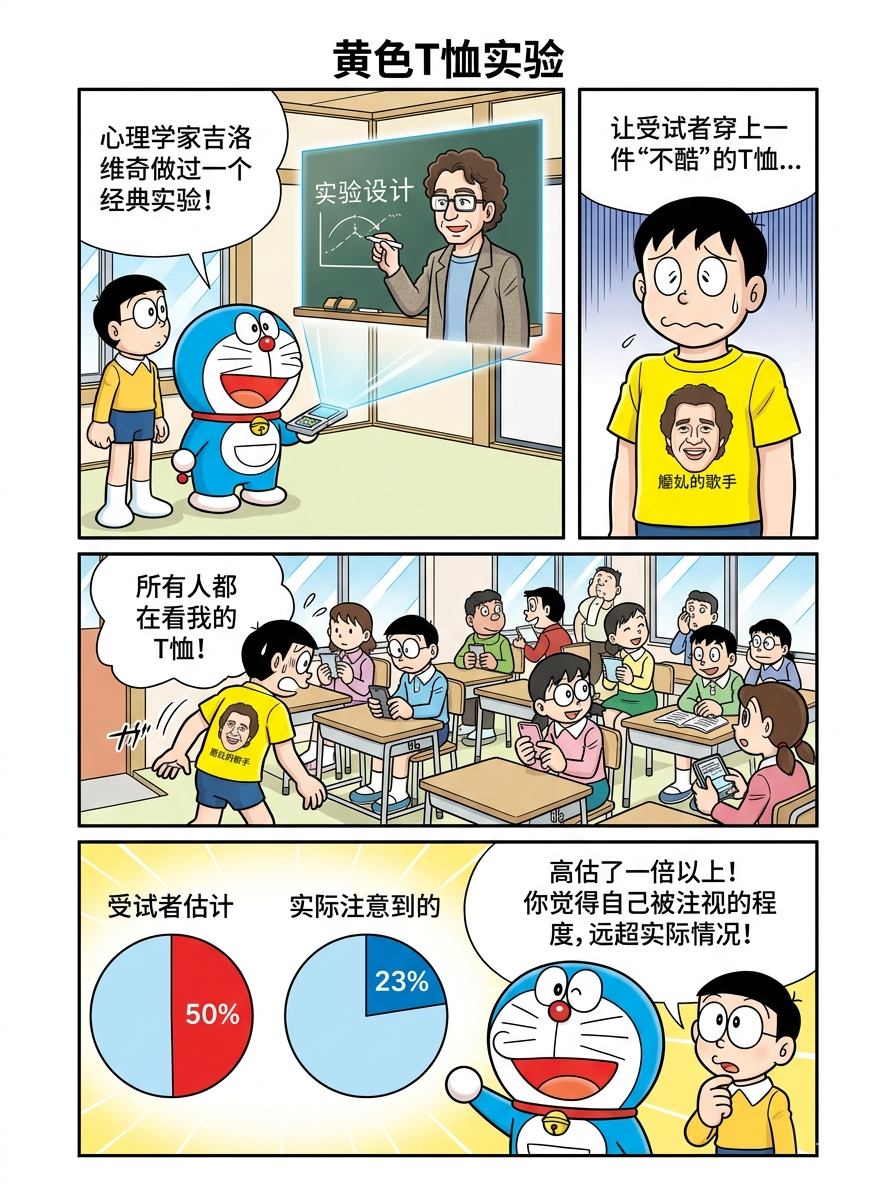 黄色T恤实验
心理学家吉洛
维奇做过一个
经典实验！
实验设计
让受试者穿上一
件“不酷”的T恤...
的歌手
所有人都
在看我的
T恤！
受试者估计
实际注意到的
50%
23%
高估了一倍以上！
你觉得自己被注视的程
度，远超实际情况！